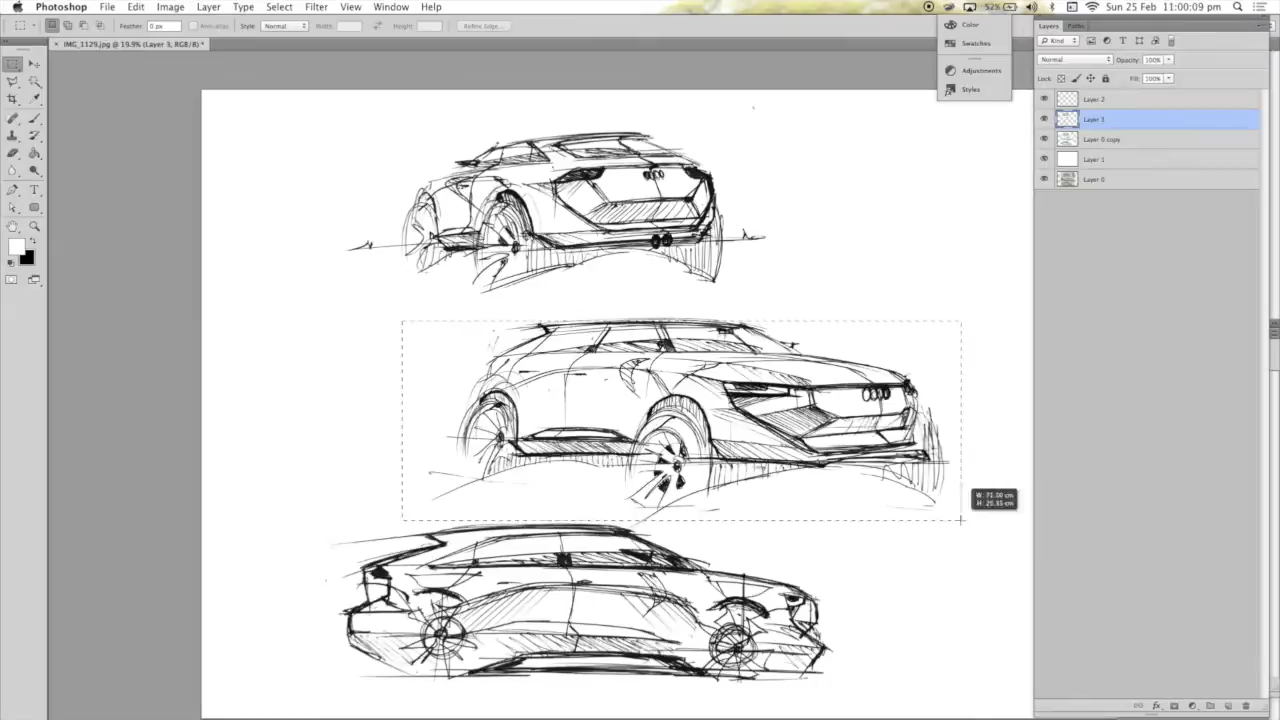 Photoshop File Edit Image Layer Type Select Filter View Window Help 52% Sun 25 Feb 11:00:09 pm
Feather: 0 px Anti-alias Style: Normal Width: Height: Refine Edge...
× IMG_1129.jpg @ 19.9% (Layer 3, RGB/8) *
Color
Swatches
Adjustments
Styles
Layers Paths
Kind
Normal Opacity: 100%
Lock: Fill: 100%
Layer 2
Layer 3
Layer 0 copy
Layer 1
Layer 0